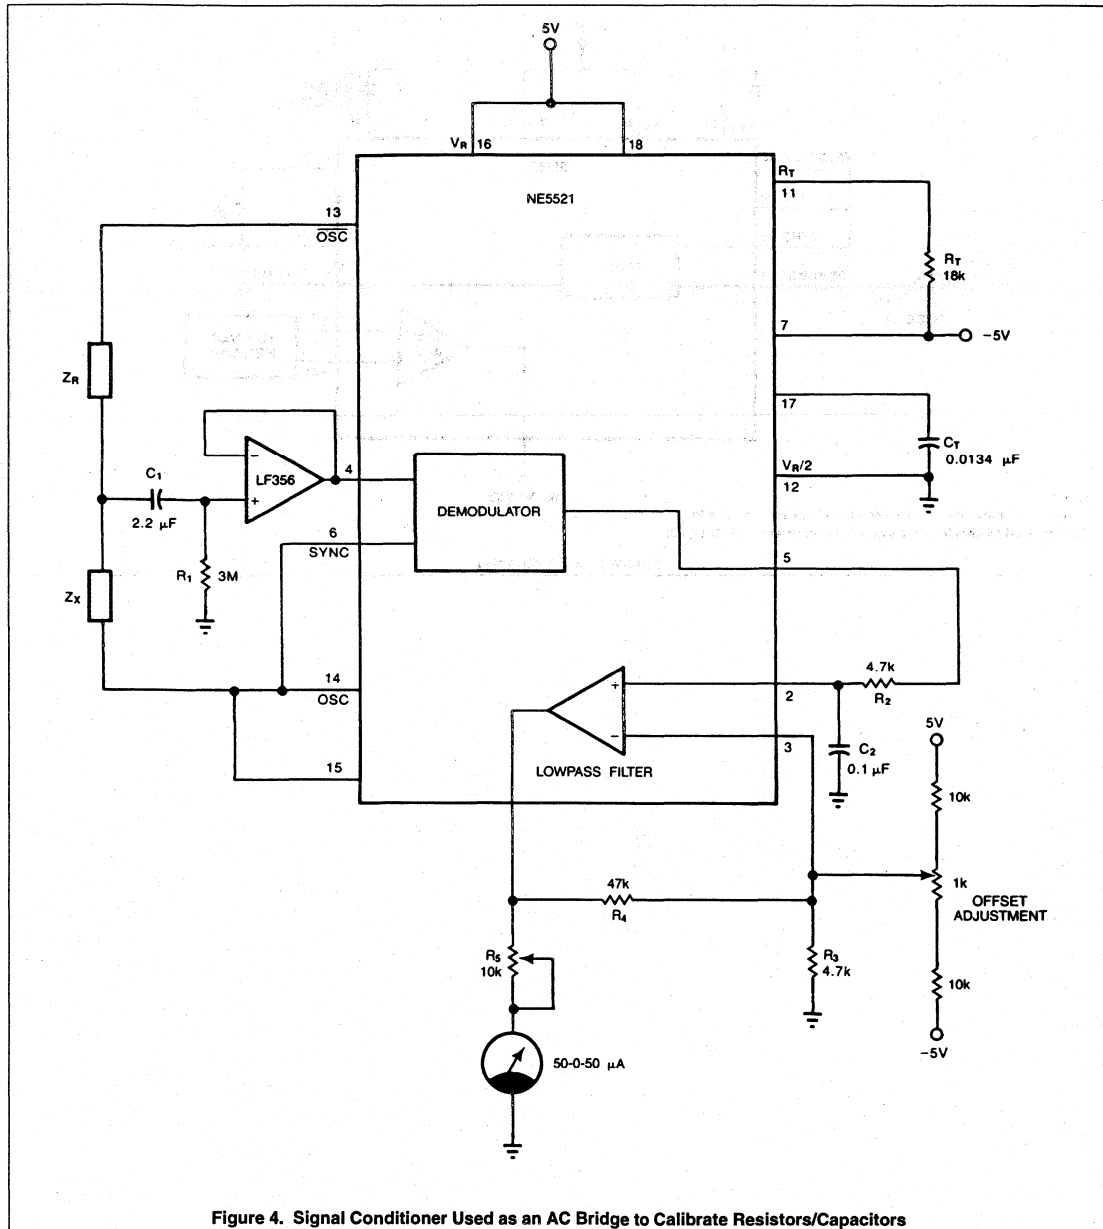 5V
VR 16
18
NE5521
RT
11
13
OSC
RT
18k
7
-5V
ZR
17
CT
0.0134 μF
C1
LF356
-
+
4
VR/2
12
2.2 μF
DEMODULATOR
6
SYNC
R1
3M
5
ZX
4.7k
R2
14
OSC
+
2
5V
-
3
C2
0.1 μF
15
LOWPASS FILTER
10k
47k
R4
1k
OFFSET
ADJUSTMENT
R5
10k
R3
4.7k
10k
-5V
50-0-50 μA
Figure 4. Signal Conditioner Used as an AC Bridge to Calibrate Resistors/Capacitors